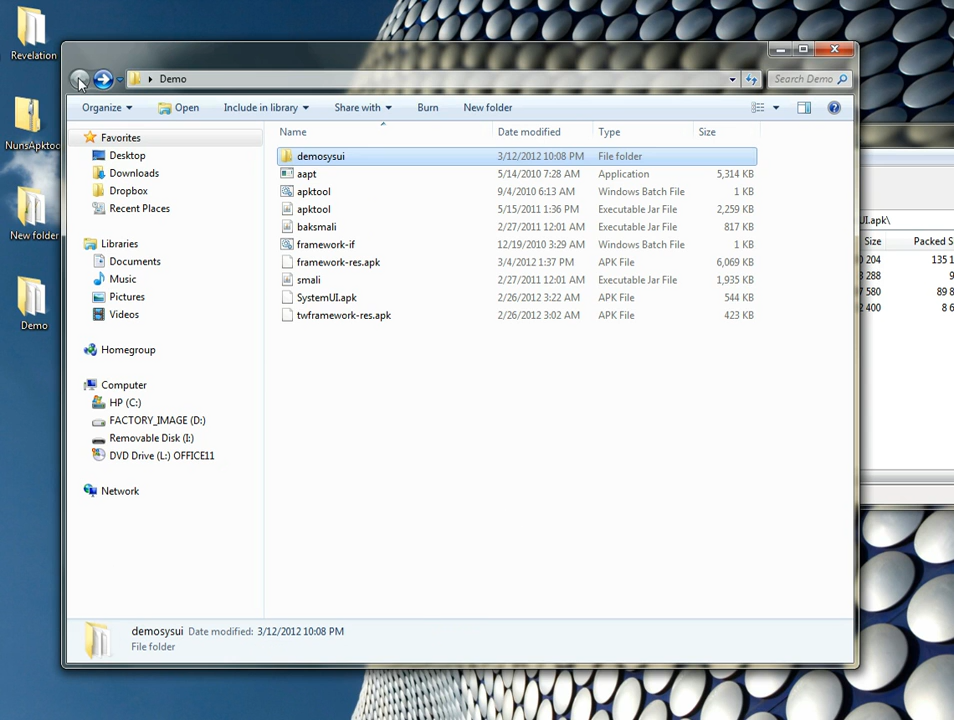 Revelation
NunsApktoo
New folder
Demo
Demo
Search Demo
Organize
Open
Include in library
Share with
Burn
New folder
Favorites
Desktop
Downloads
Dropbox
Recent Places
Libraries
Documents
Music
Pictures
Videos
Homegroup
Computer
HP (C:)
FACTORY_IMAGE (D:)
Removable Disk (I:)
DVD Drive (L:) OFFICE11
Network
Name Date modified Type Size
demosysui 3/12/2012 10:08 PM File folder
aapt 5/14/2010 7:28 AM Application 5,314 KB
apktool 9/4/2010 6:13 AM Windows Batch File 1 KB
apktool 5/15/2011 1:36 PM Executable Jar File 2,259 KB
baksmali 2/27/2011 12:01 AM Executable Jar File 817 KB
framework-if 12/19/2010 3:29 AM Windows Batch File 1 KB
framework-res.apk 3/4/2012 1:37 PM APK File 6,069 KB
smali 2/27/2011 12:01 AM Executable Jar File 1,935 KB
SystemUI.apk 2/26/2012 3:22 AM APK File 544 KB
twframework-res.apk 2/26/2012 3:02 AM APK File 423 KB
demosysui Date modified: 3/12/2012 10:08 PM
File folder
UI.apk\
Size Packed S
204 135 1
288 9
580 89 8
400 8 6